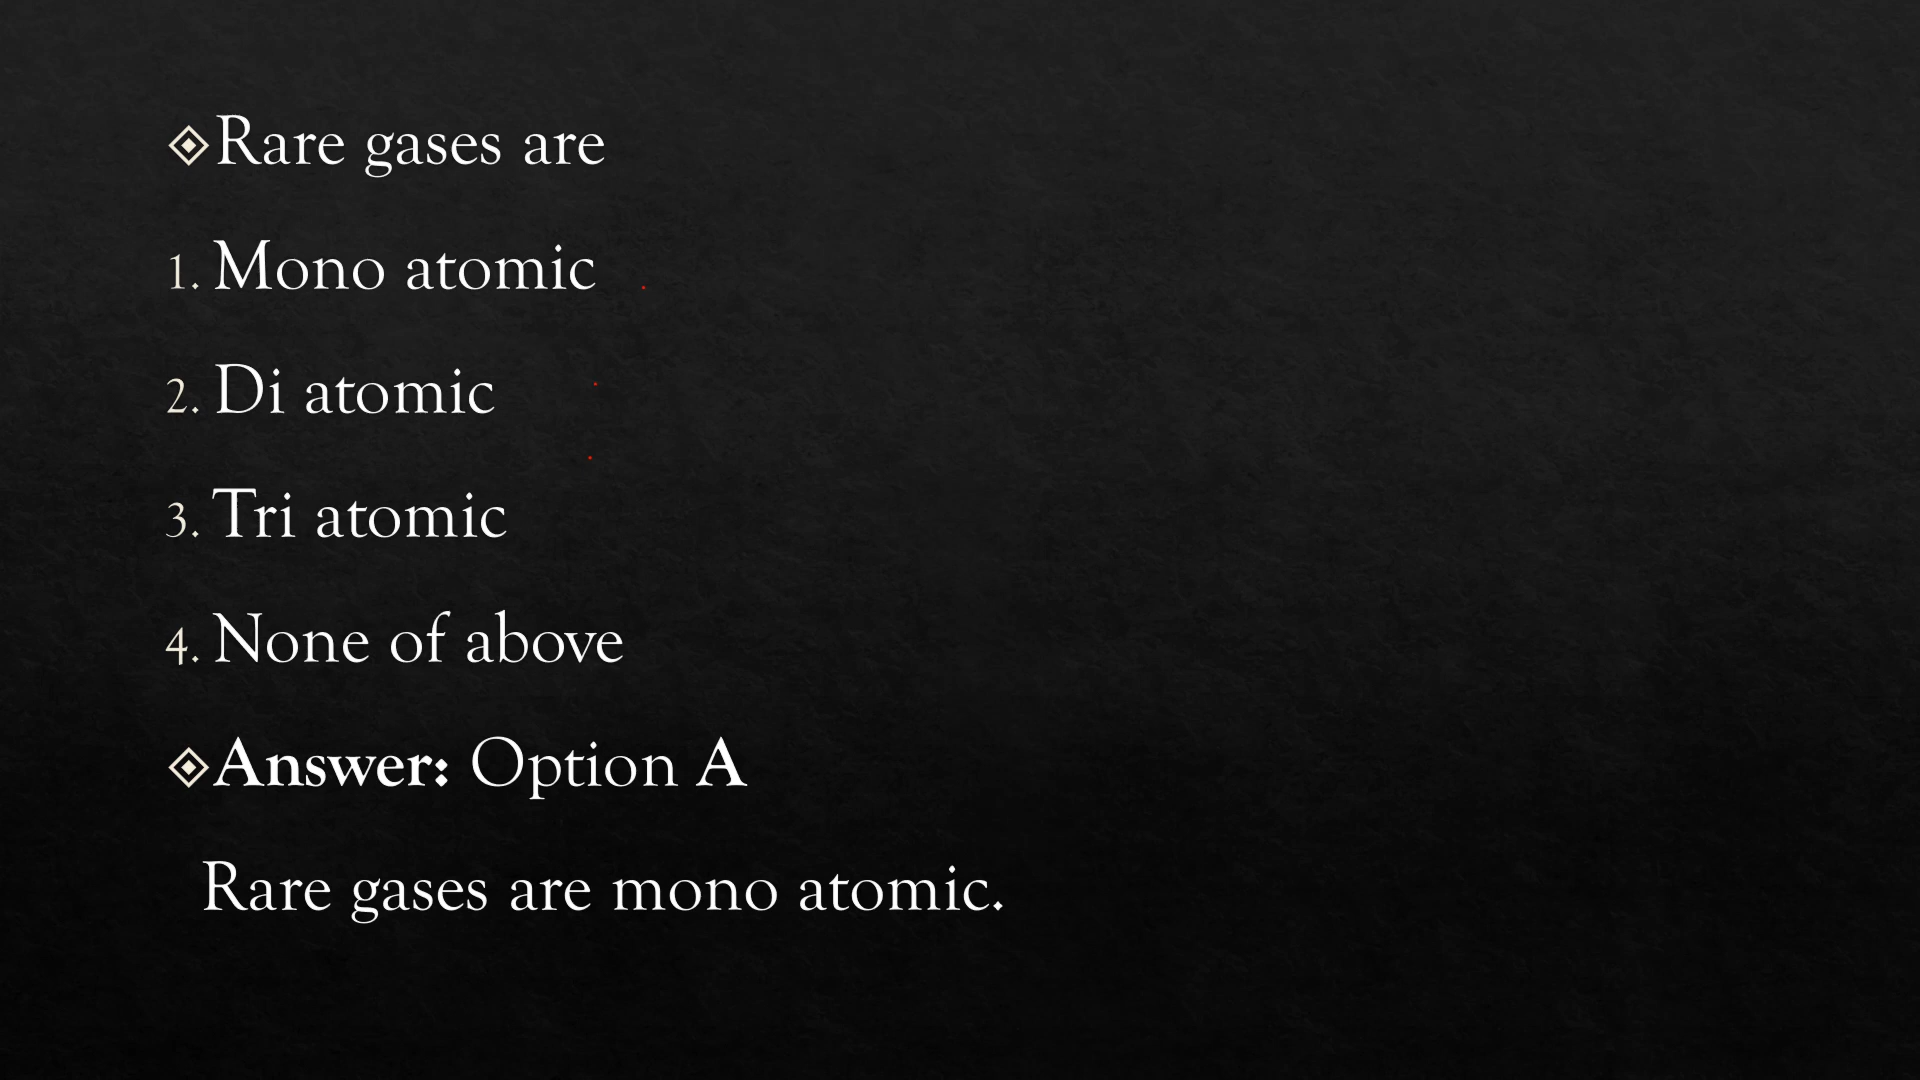 Rare gases are
1. Mono atomic
2. Di atomic
3. Tri atomic
4. None of above
Answer: Option A
Rare gases are mono atomic.